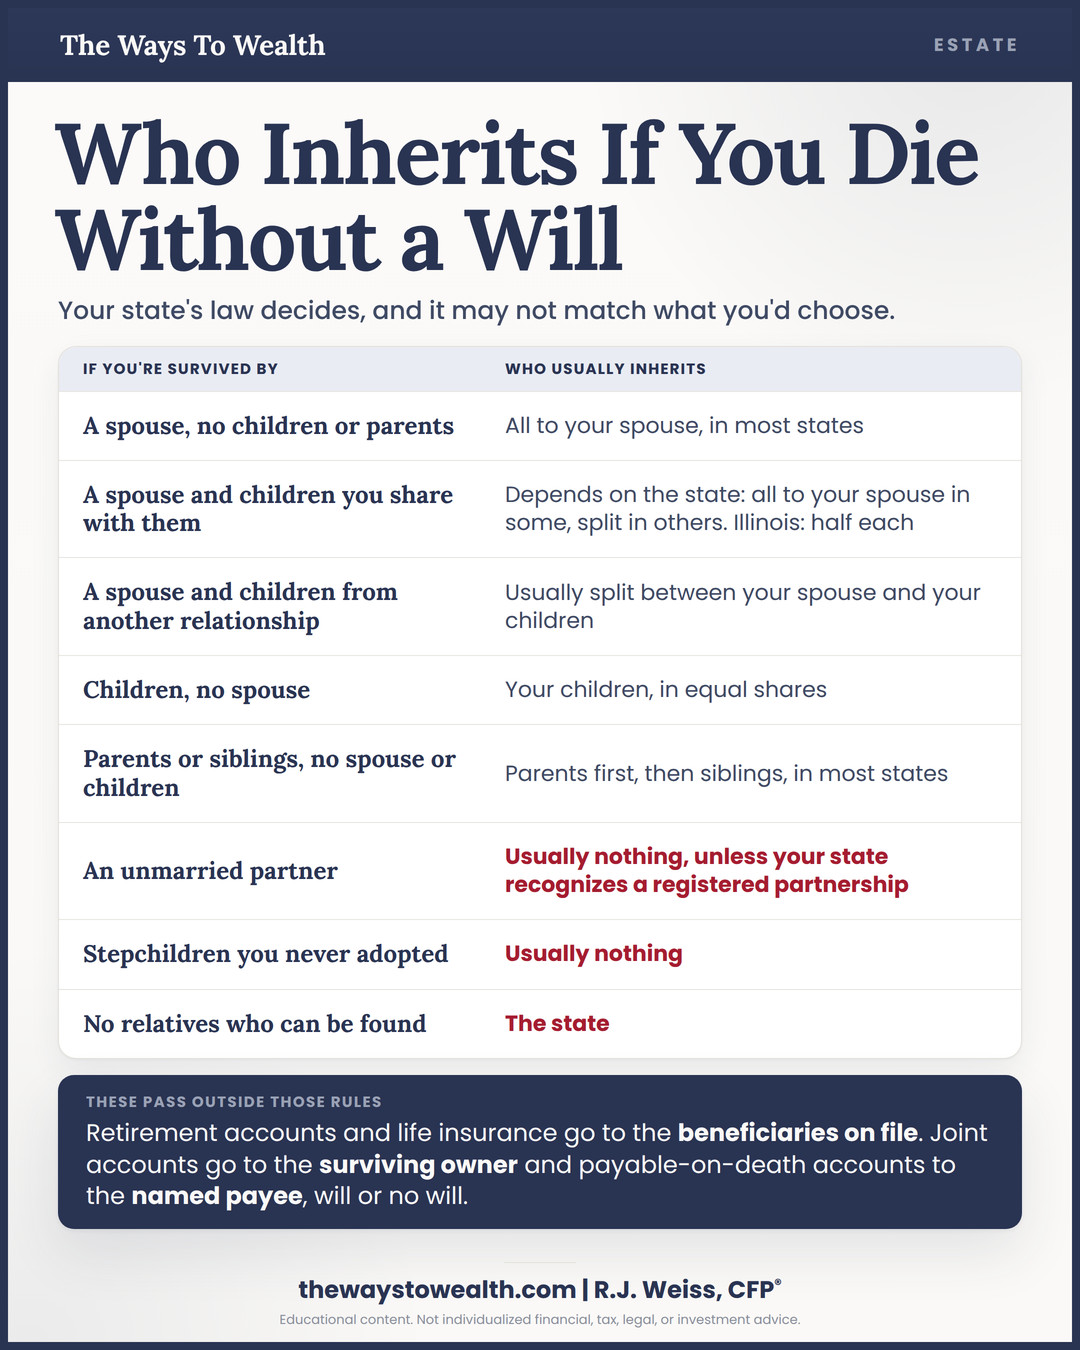 The Ways To Wealth
ESTATE
Who Inherits If You Die
Without a Will
Your state's law decides, and it may not match what you'd choose.
IF YOU'RE SURVIVED BY
WHO USUALLY INHERITS
A spouse, no children or parents
All to your spouse, in most states
A spouse and children you share
with them
Depends on the state: all to your spouse in
some, split in others. Illinois: half each
A spouse and children from
another relationship
Usually split between your spouse and your
children
Children, no spouse
Your children, in equal shares
Parents or siblings, no spouse or
children
Parents first, then siblings, in most states
An unmarried partner
Usually nothing, unless your state
recognizes a registered partnership
Stepchildren you never adopted
Usually nothing
No relatives who can be found
The state
THESE PASS OUTSIDE THOSE RULES
Retirement accounts and life insurance go to the beneficiaries on file. Joint
accounts go to the surviving owner and payable-on-death accounts to
the named payee, will or no will.
thewaystowealth.com | R.J. Weiss, CFP®
Educational content. Not individualized financial, tax, legal, or investment advice.